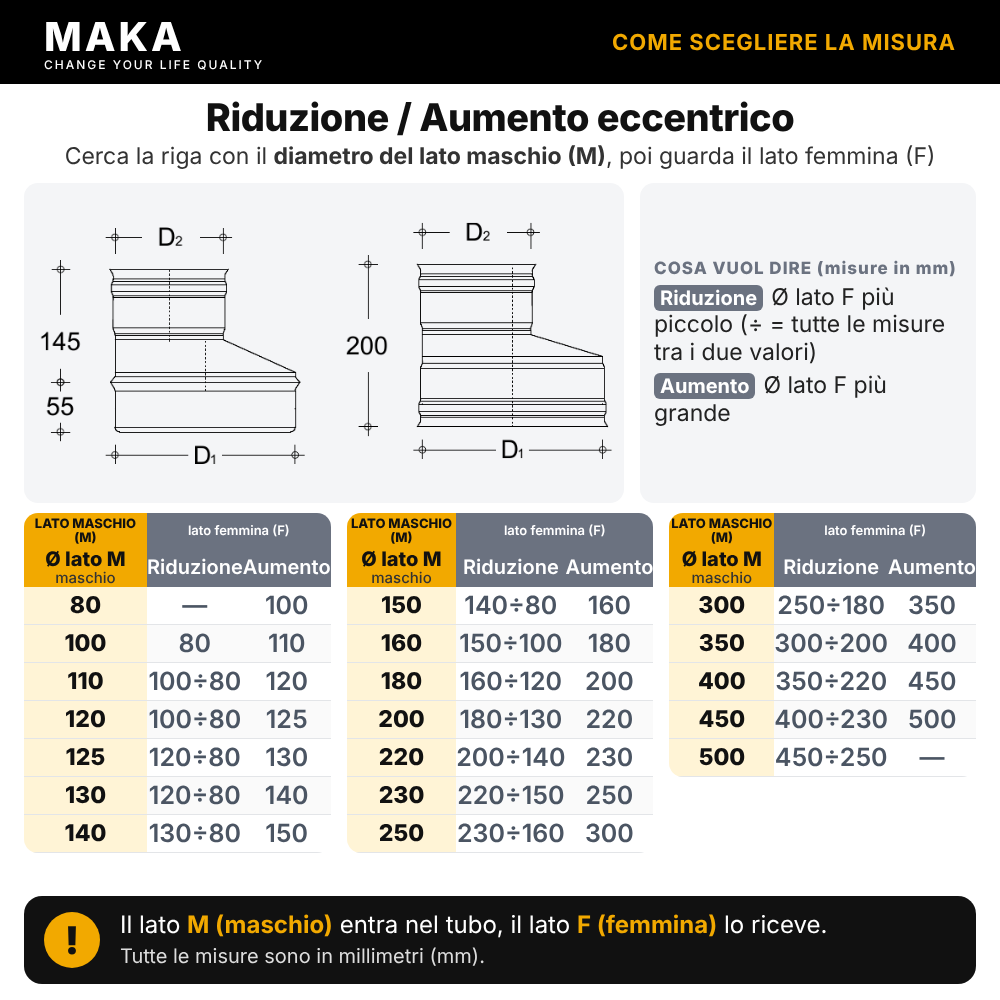 MAKA
CHANGE YOUR LIFE QUALITY
COME SCEGLIERE LA MISURA
Riduzione / Aumento eccentrico
Cerca la riga con il diametro del lato maschio (M), poi guarda il lato femmina (F)
D2
145
55
D1
D2
200
D1
COSA VUOL DIRE (misure in mm)
Riduzione Ø lato F più
piccolo (÷ = tutte le misure
tra i due valori)
Aumento Ø lato F più
grande
LATO MASCHIO
(M)
lato femmina (F)
Ø lato M
maschio
Riduzione Aumento
80 — 100
100 80 110
110 100÷80 120
120 100÷80 125
125 120÷80 130
130 120÷80 140
140 130÷80 150
LATO MASCHIO
(M)
lato femmina (F)
Ø lato M
maschio
Riduzione Aumento
150 140÷80 160
160 150÷100 180
180 160÷120 200
200 180÷130 220
220 200÷140 230
230 220÷150 250
250 230÷160 300
LATO MASCHIO
(M)
lato femmina (F)
Ø lato M
maschio
Riduzione Aumento
300 250÷180 350
350 300÷200 400
400 350÷220 450
450 400÷230 500
500 450÷250 —
!
Il lato M (maschio) entra nel tubo, il lato F (femmina) lo riceve.
Tutte le misure sono in millimetri (mm).